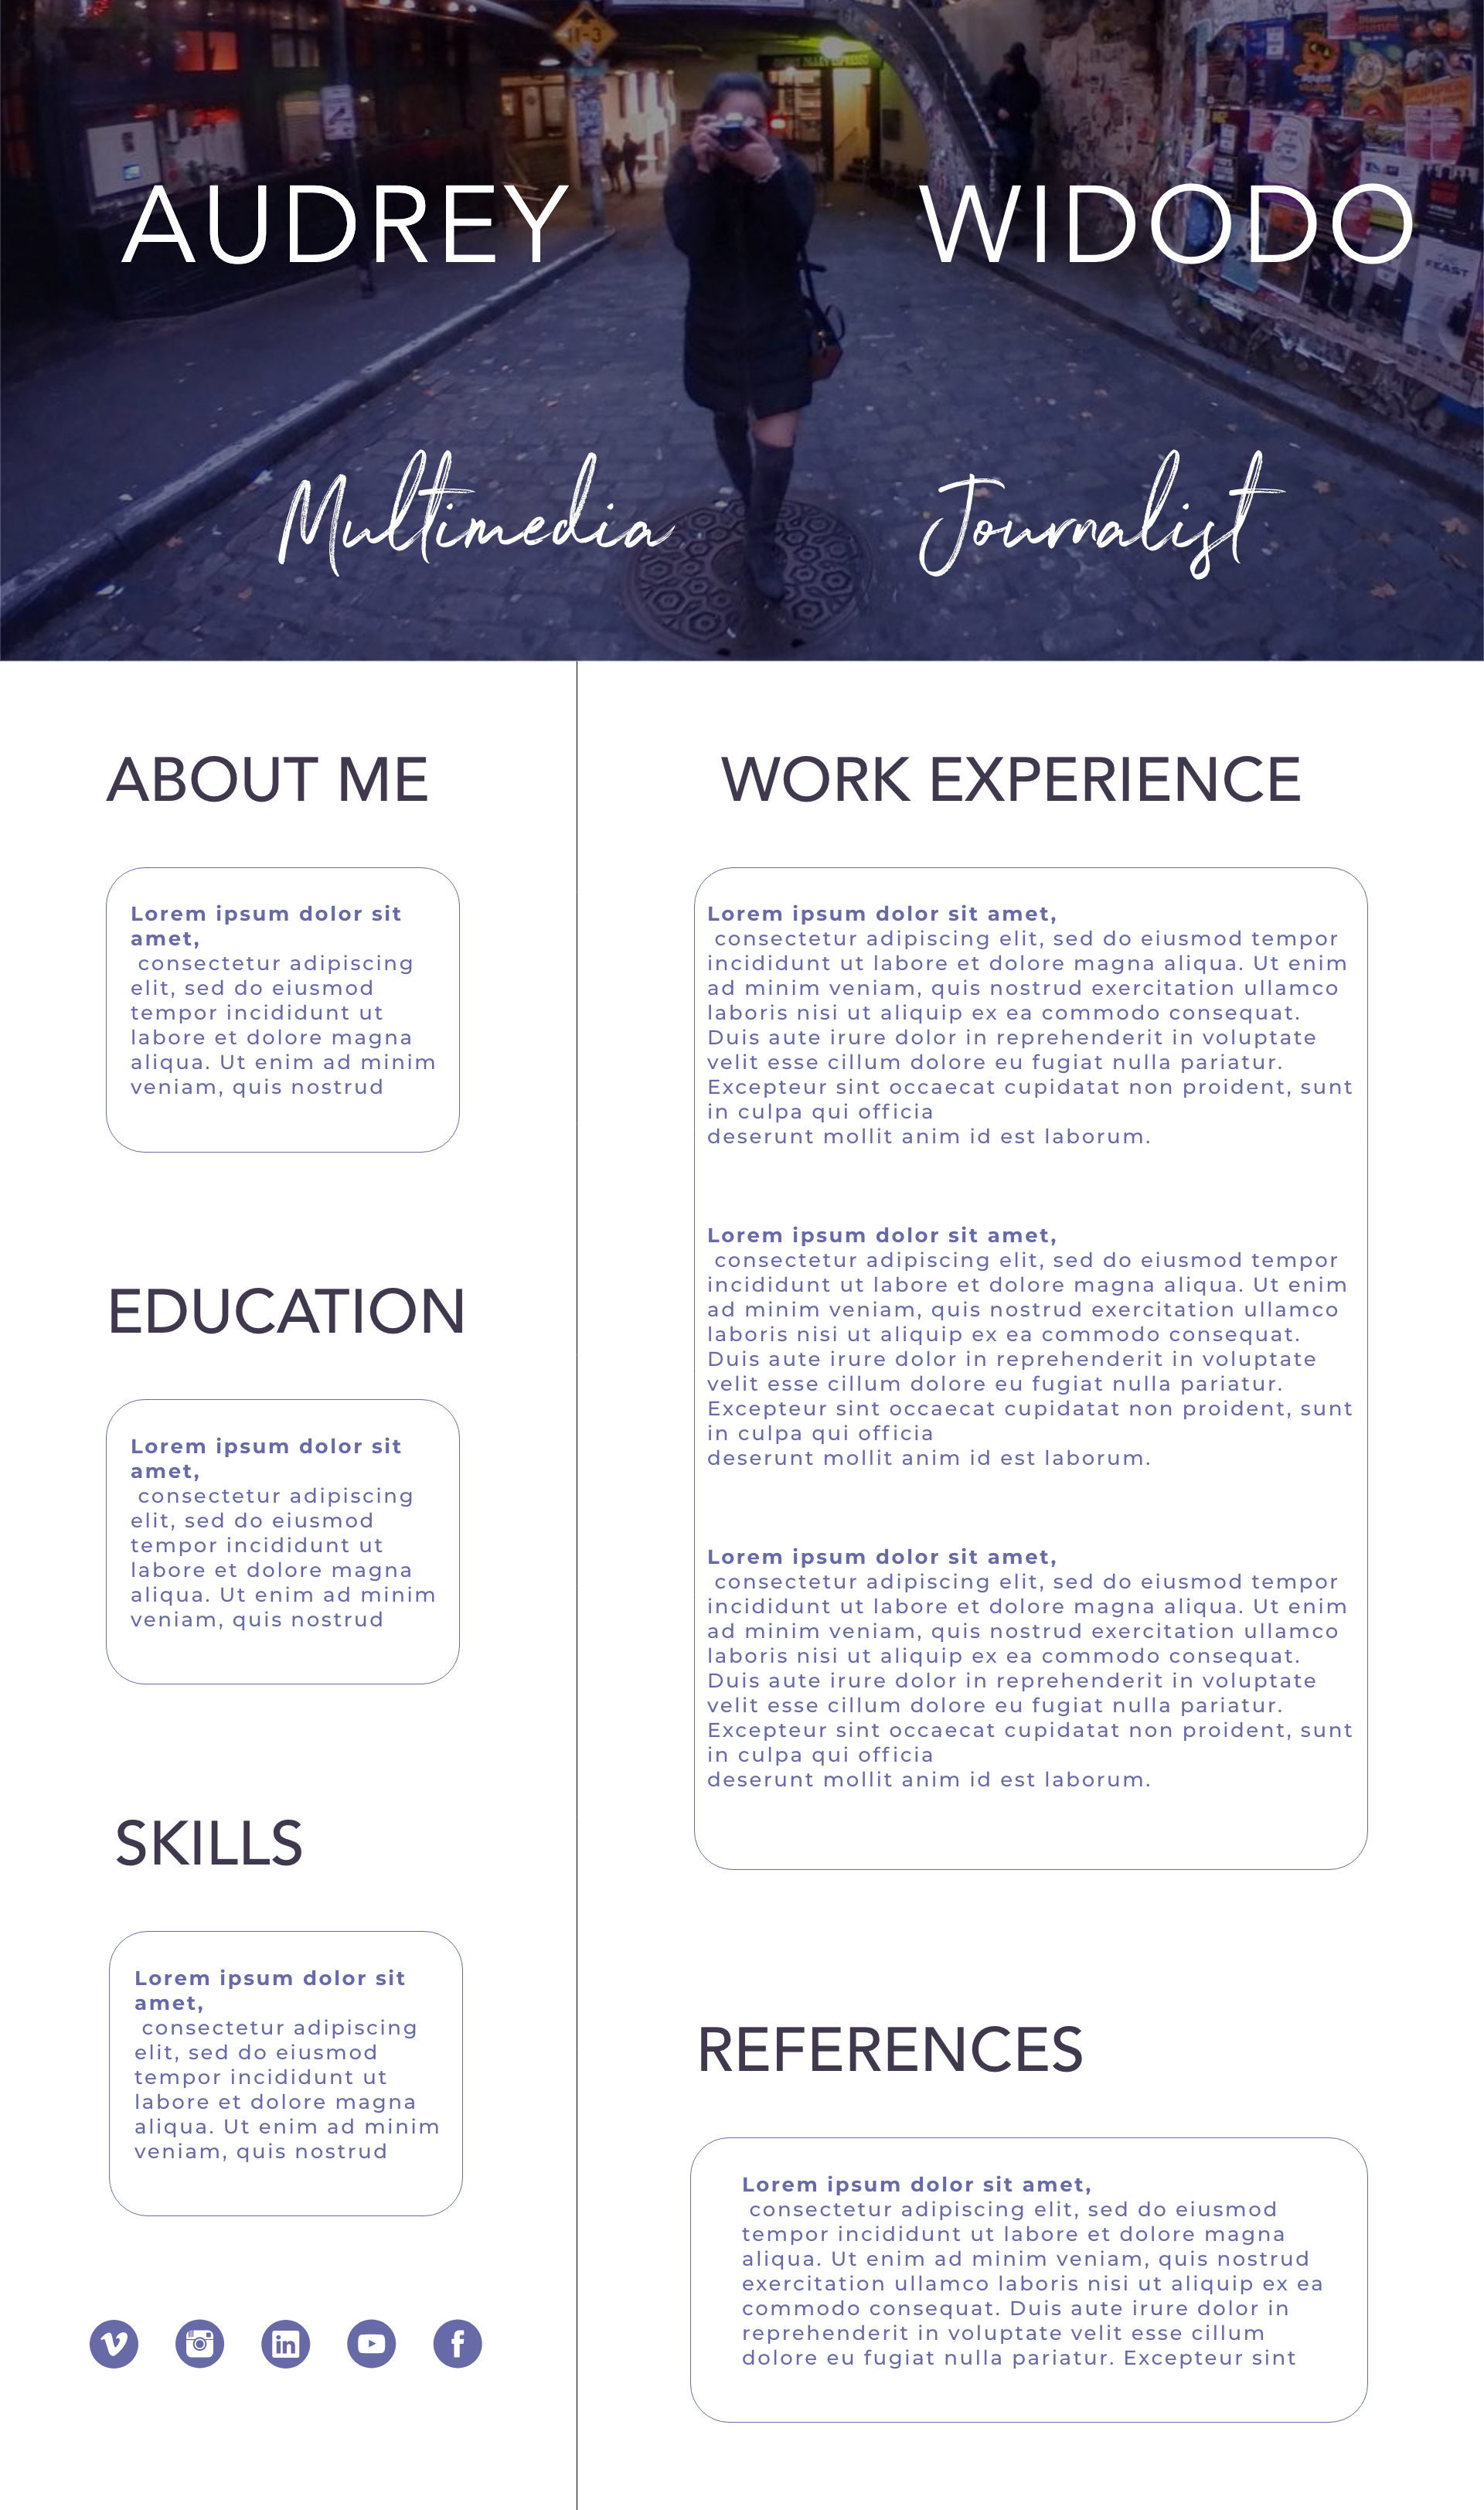 11-3
AUDREY WIDODO
FEAST
Multimedia Journalist
ABOUT ME
Lorem ipsum dolor sit
amet,
consectetur adipiscing
elit, sed do eiusmod
tempor incididunt ut
labore et dolore magna
aliqua. Ut enim ad minim
veniam, quis nostrud
EDUCATION
Lorem ipsum dolor sit
amet,
consectetur adipiscing
elit, sed do eiusmod
tempor incididunt ut
labore et dolore magna
aliqua. Ut enim ad minim
veniam, quis nostrud
SKILLS
Lorem ipsum dolor sit
amet,
consectetur adipiscing
elit, sed do eiusmod
tempor incididunt ut
labore et dolore magna
aliqua. Ut enim ad minim
veniam, quis nostrud
WORK EXPERIENCE
Lorem ipsum dolor sit amet,
consectetur adipiscing elit, sed do eiusmod tempor
incididunt ut labore et dolore magna aliqua. Ut enim
ad minim veniam, quis nostrud exercitation ullamco
laboris nisi ut aliquip ex ea commodo consequat.
Duis aute irure dolor in reprehenderit in voluptate
velit esse cillum dolore eu fugiat nulla pariatur.
Excepteur sint occaecat cupidatat non proident, sunt
in culpa qui officia
deserunt mollit anim id est laborum.
Lorem ipsum dolor sit amet,
consectetur adipiscing elit, sed do eiusmod tempor
incididunt ut labore et dolore magna aliqua. Ut enim
ad minim veniam, quis nostrud exercitation ullamco
laboris nisi ut aliquip ex ea commodo consequat.
Duis aute irure dolor in reprehenderit in voluptate
velit esse cillum dolore eu fugiat nulla pariatur.
Excepteur sint occaecat cupidatat non proident, sunt
in culpa qui officia
deserunt mollit anim id est laborum.
Lorem ipsum dolor sit amet,
consectetur adipiscing elit, sed do eiusmod tempor
incididunt ut labore et dolore magna aliqua. Ut enim
ad minim veniam, quis nostrud exercitation ullamco
laboris nisi ut aliquip ex ea commodo consequat.
Duis aute irure dolor in reprehenderit in voluptate
velit esse cillum dolore eu fugiat nulla pariatur.
Excepteur sint occaecat cupidatat non proident, sunt
in culpa qui officia
deserunt mollit anim id est laborum.
REFERENCES
Lorem ipsum dolor sit amet,
consectetur adipiscing elit, sed do eiusmod
tempor incididunt ut labore et dolore magna
aliqua. Ut enim ad minim veniam, quis nostrud
exercitation ullamco laboris nisi ut aliquip ex ea
commodo consequat. Duis aute irure dolor in
reprehenderit in voluptate velit esse cillum
dolore eu fugiat nulla pariatur. Excepteur sint